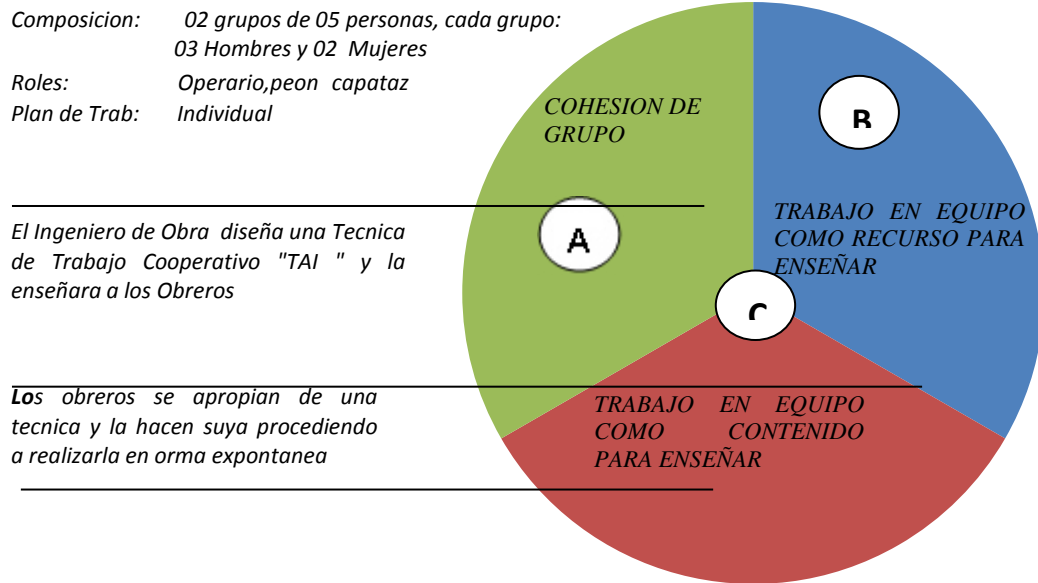 Composicion: 02 grupos de 05 personas, cada grupo:
03 Hombres y 02 Mujeres
Roles: Operario,peon capataz
Plan de Trab: Individual
El Ingeniero de Obra diseña una Tecnica
de Trabajo Cooperativo "TAI " y la
enseñara a los Obreros
Los obreros se apropian de una
tecnica y la hacen suya procediendo
a realizarla en orma expontanea
COHESION DE
GRUPO
A
B
TRABAJO EN EQUIPO
COMO RECURSO PARA
ENSEÑAR
C
TRABAJO EN EQUIPO
COMO CONTENIDO
PARA ENSEÑAR